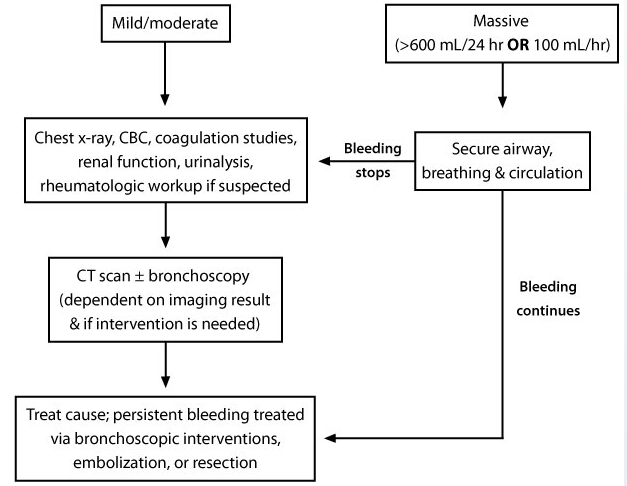 Mild/moderate
Massive
(>600 mL/24 hr OR 100 mL/hr)
Chest x-ray, CBC, coagulation studies,
renal function, urinalysis,
rheumatologic workup if suspected
Bleeding
stops
Secure airway,
breathing & circulation
CT scan ± bronchoscopy
(dependent on imaging result
& if intervention is needed)
Bleeding
continues
Treat cause; persistent bleeding treated
via bronchoscopic interventions,
embolization, or resection